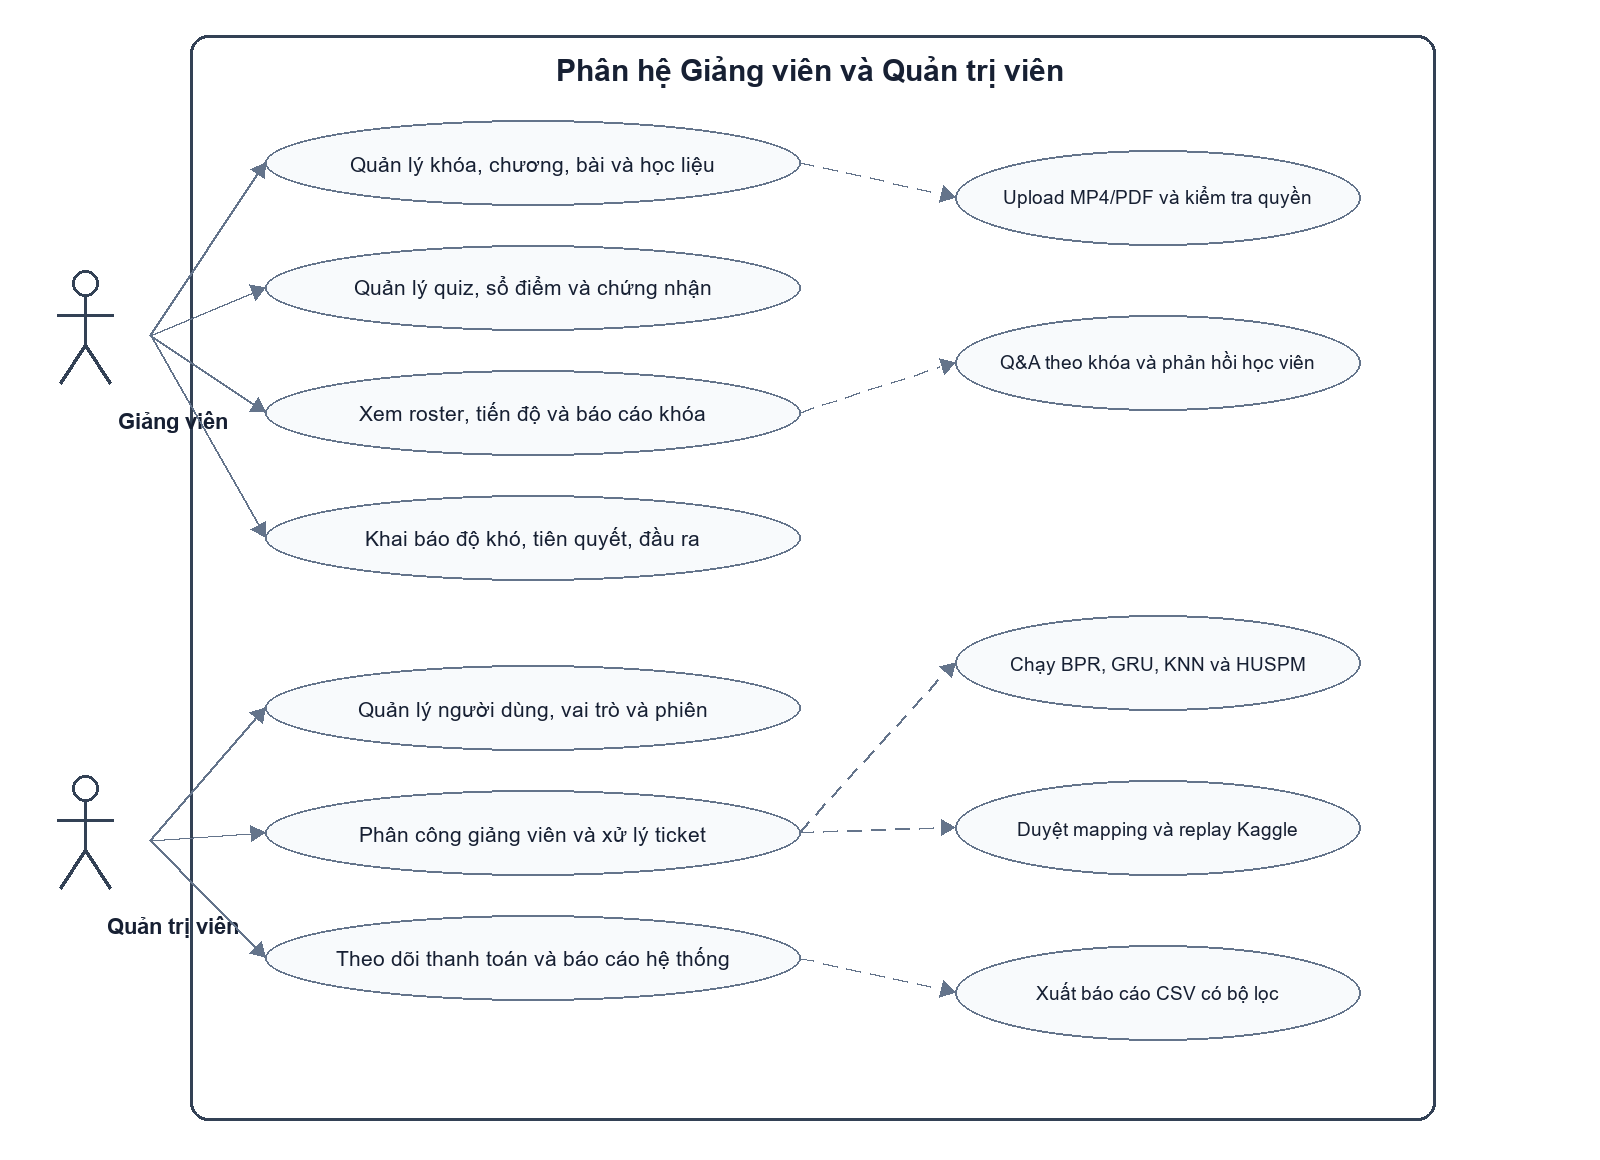 Phân hệ Giảng viên và Quản trị viên
Quản lý khóa, chương, bài và học liệu
Upload MP4/PDF và kiểm tra quyền
Quản lý quiz, sổ điểm và chứng nhận
Q&A theo khóa và phản hồi học viên
Xem roster, tiến độ và báo cáo khóa
Giảng viên
Khai báo độ khó, tiên quyết, đầu ra
Chạy BPR, GRU, KNN và HUSPM
Quản lý người dùng, vai trò và phiên
Phân công giảng viên và xử lý ticket
Duyệt mapping và replay Kaggle
Quản trị viên
Theo dõi thanh toán và báo cáo hệ thống
Xuất báo cáo CSV có bộ lọc